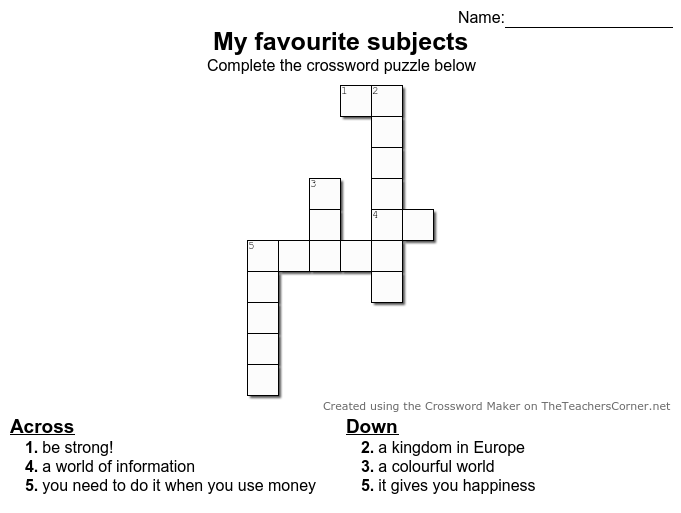 Name:
My favourite subjects
Complete the crossword puzzle below
1 2
3
4
5
Created using the Crossword Maker on TheTeachersCorner.net
Across
1. be strong!
4. a world of information
5. you need to do it when you use money
Down
2. a kingdom in Europe
3. a colourful world
5. it gives you happiness